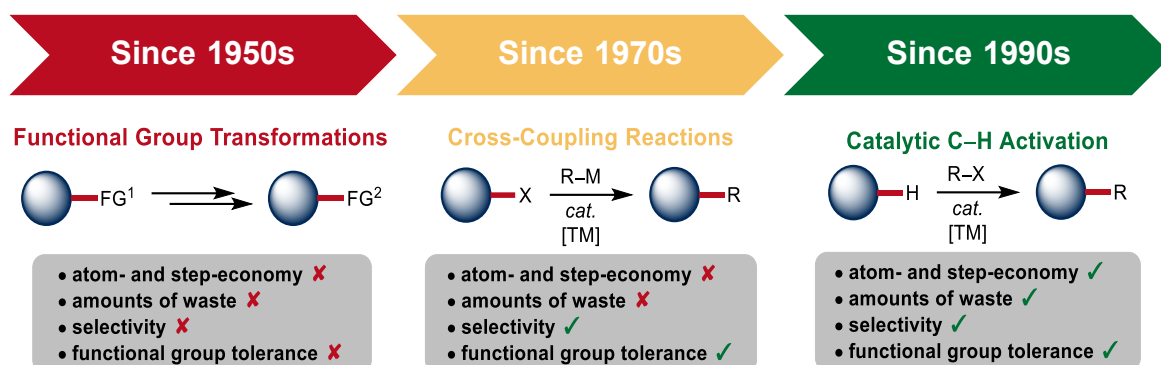 Since 1950s
Since 1970s
Since 1990s
Functional Group Transformations
Cross-Coupling Reactions
Catalytic C–H Activation
FG¹
FG²
X
R–M
cat.
[TM]
R
H
R–X
cat.
[TM]
R
• atom- and step-economy ✘
• amounts of waste ✘
• selectivity ✘
• functional group tolerance ✘
• atom- and step-economy ✘
• amounts of waste ✘
• selectivity ✓
• functional group tolerance ✓
• atom- and step-economy ✓
• amounts of waste ✓
• selectivity ✓
• functional group tolerance ✓